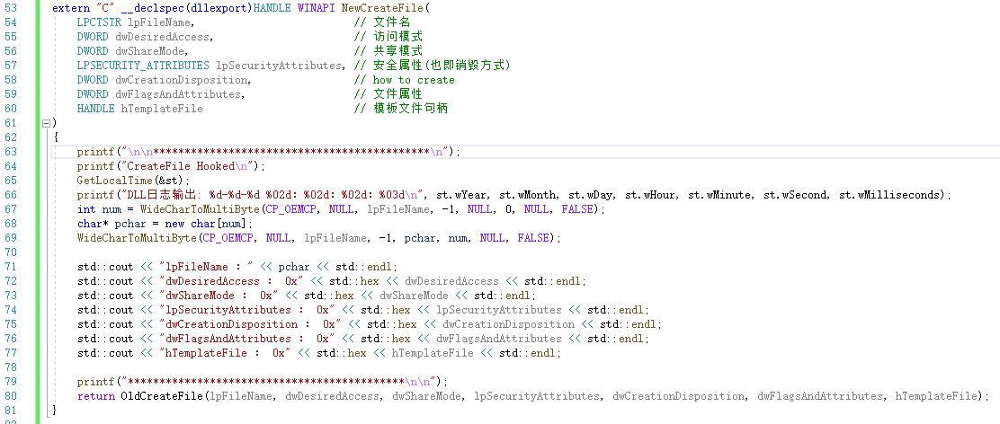 53 extern "C" __declspec(dllexport)HANDLE WINAPI NewCreateFile(
54 LPCTSTR lpFileName, // 文件名
55 DWORD dwDesiredAccess, // 访问模式
56 DWORD dwShareMode, // 共享模式
57 LPSECURITY_ATTRIBUTES lpSecurityAttributes, // 安全属性(也即销毁方式)
58 DWORD dwCreationDisposition, // how to create
59 DWORD dwFlagsAndAttributes, // 文件属性
60 HANDLE hTemplateFile // 模板文件句柄
61 )
62 {
63 printf("\n\n********************************************\n");
64 printf("CreateFile Hooked\n");
65 GetLocalTime(&st);
66 printf("DLL日志输出: %d-%d-%d %02d: %02d: %02d: %03d\n", st.wYear, st.wMonth, st.wDay, st.wHour, st.wMinute, st.wSecond, st.wMilliseconds);
67 int num = WideCharToMultiByte(CP_OEMCP, NULL, lpFileName, -1, NULL, 0, NULL, FALSE);
68 char* pchar = new char[num];
69 WideCharToMultiByte(CP_OEMCP, NULL, lpFileName, -1, pchar, num, NULL, FALSE);
70
71 std::cout << "lpFileName : " << pchar << std::endl;
72 std::cout << "dwDesiredAccess :  0x" << std::hex << dwDesiredAccess << std::endl;
73 std::cout << "dwShareMode :  0x" << std::hex << dwShareMode << std::endl;
74 std::cout << "lpSecurityAttributes :  0x" << std::hex << lpSecurityAttributes << std::endl;
75 std::cout << "dwCreationDisposition :  0x" << std::hex << dwCreationDisposition << std::endl;
76 std::cout << "dwFlagsAndAttributes :  0x" << std::hex << dwFlagsAndAttributes << std::endl;
77 std::cout << "hTemplateFile :  0x" << std::hex << hTemplateFile << std::endl;
78
79 printf("********************************************\n\n");
80 return OldCreateFile(lpFileName, dwDesiredAccess, dwShareMode, lpSecurityAttributes, dwCreationDisposition, dwFlagsAndAttributes, hTemplateFile);
81 }